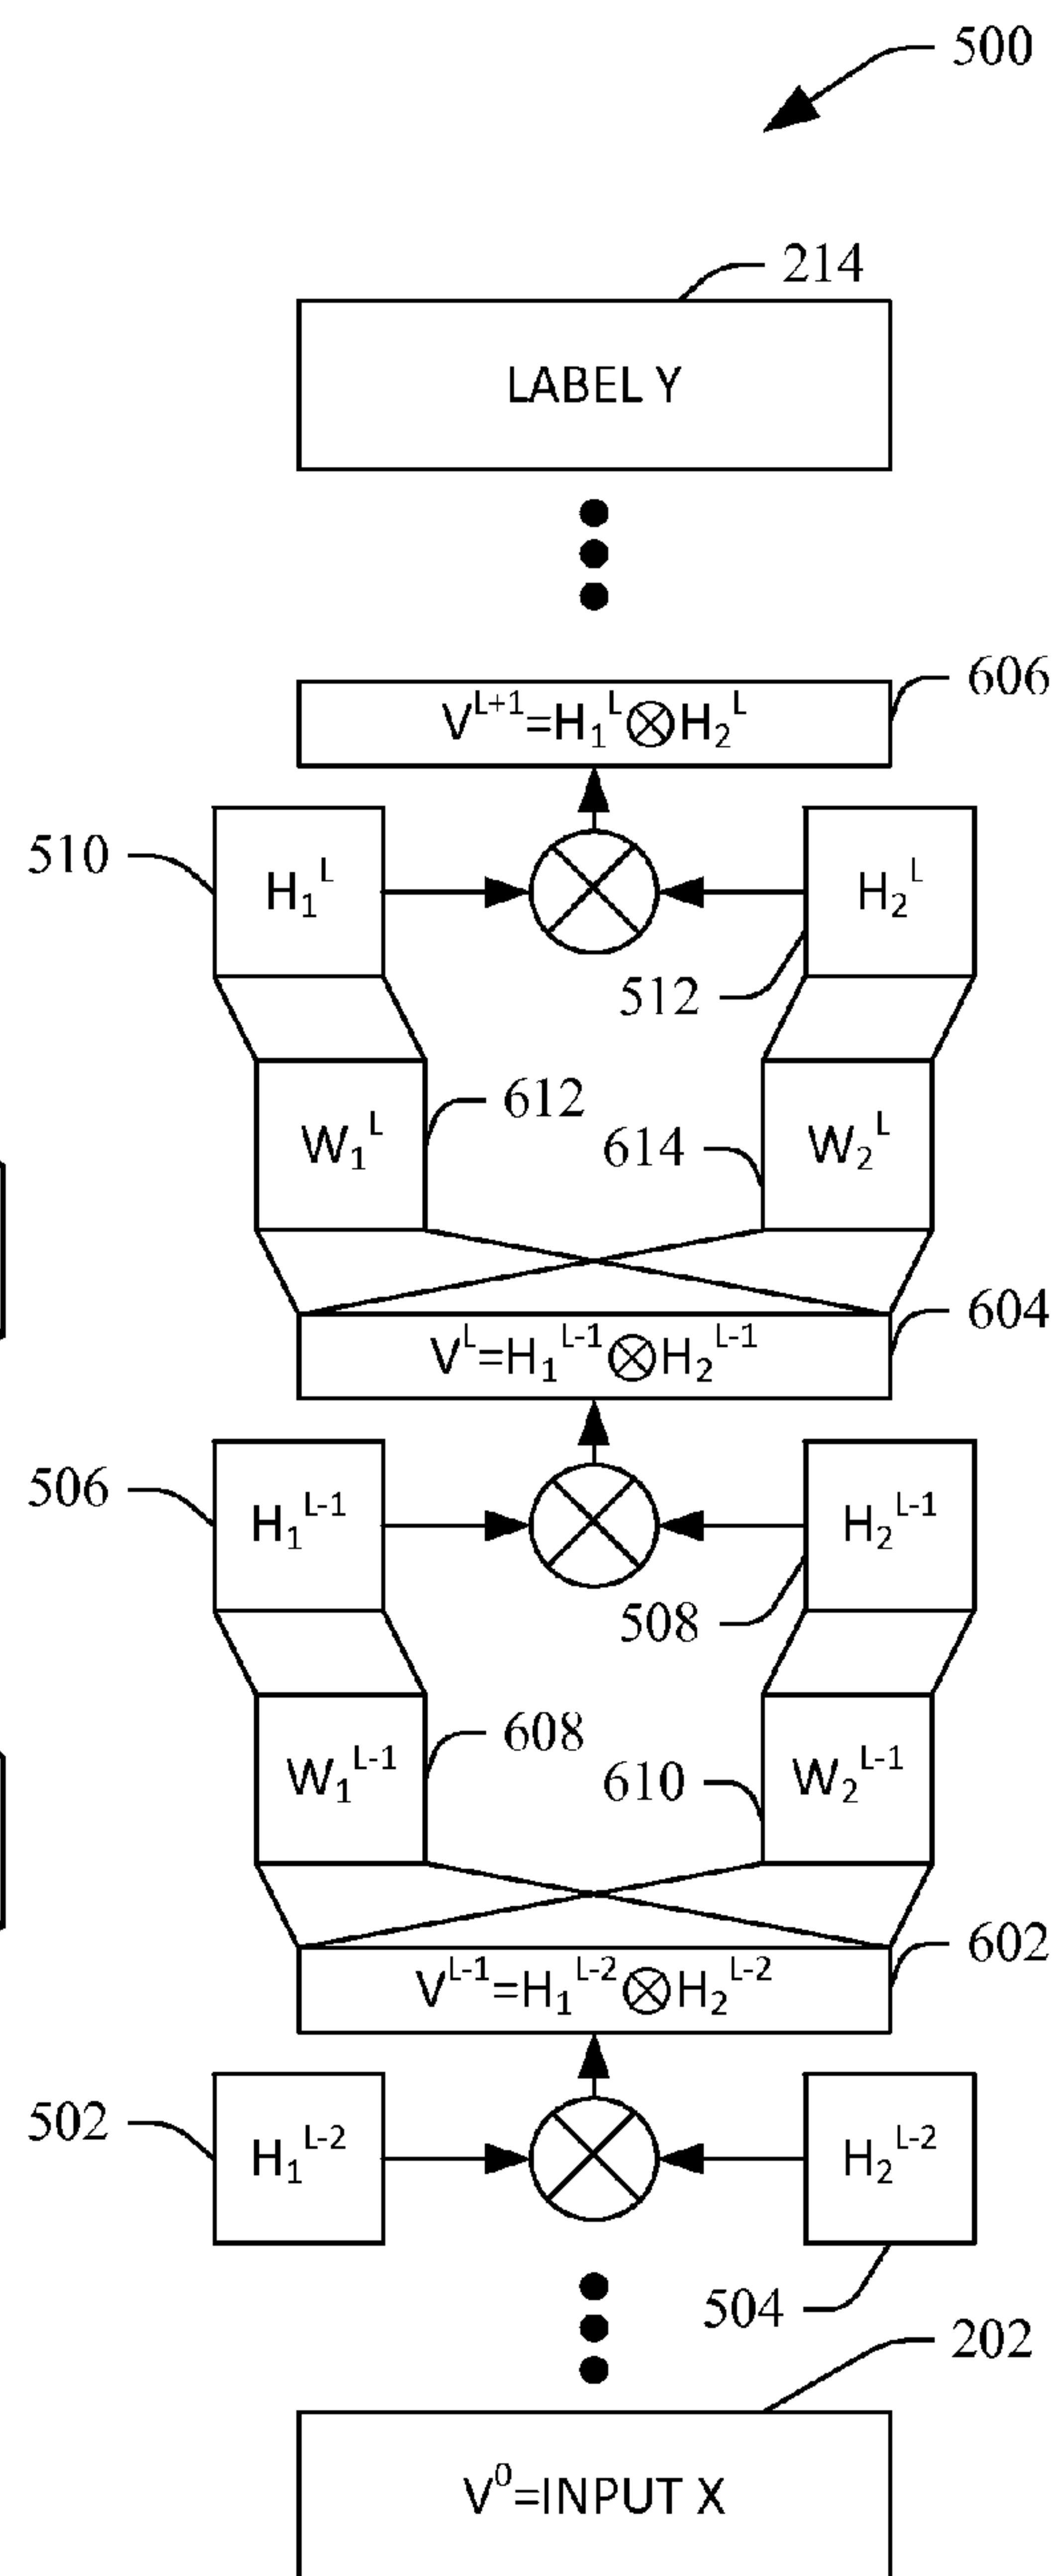 500
214
LABEL Y
606
V^{L+1}=H_1^L⊗H_2^L
510
H_1^L
H_2^L
512
W_1^L
612
614
W_2^L
604
V^L=H_1^{L-1}⊗H_2^{L-1}
506
H_1^{L-1}
H_2^{L-1}
508
W_1^{L-1}
608
610
W_2^{L-1}
602
V^{L-1}=H_1^{L-2}⊗H_2^{L-2}
502
H_1^{L-2}
H_2^{L-2}
504
202
V^0=INPUT X